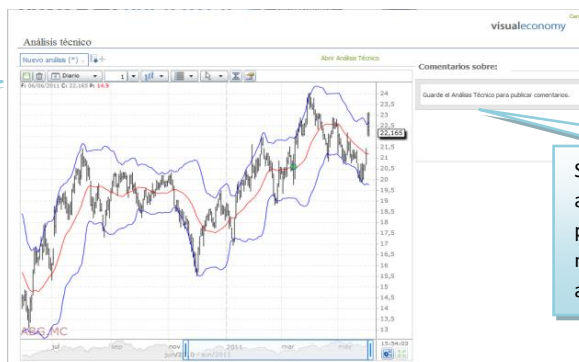 visualeconomy
Análisis técnico
Nuevo análisis (*)
Abrir Análisis Técnico
Comentarios sobre:
Diario
1
F: 06/06/2011 C: 22,165 P: 14.9
Guarde el Análisis Técnico para publicar comentarios.
24
23,5
23
22,5
22,165
21,5
21
20,5
20
19,5
19
18,5
18
17,5
17
16,5
16
15,5
15
14,5
14
13,5
13
ABG.MC
jul
sep
nov
2011
mar
may
15:54:03